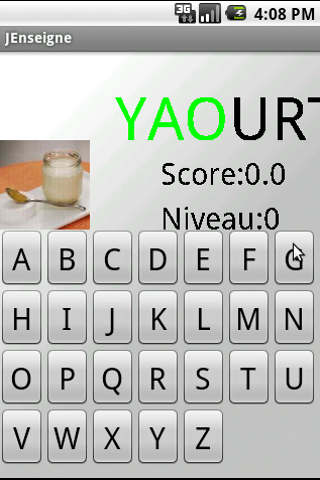 3G 4:08 PM
JEnseigne
YAOURT
Score:0.0
Niveau:0
A B C D E F G
H I J K L M N
O P Q R S T U
V W X Y Z